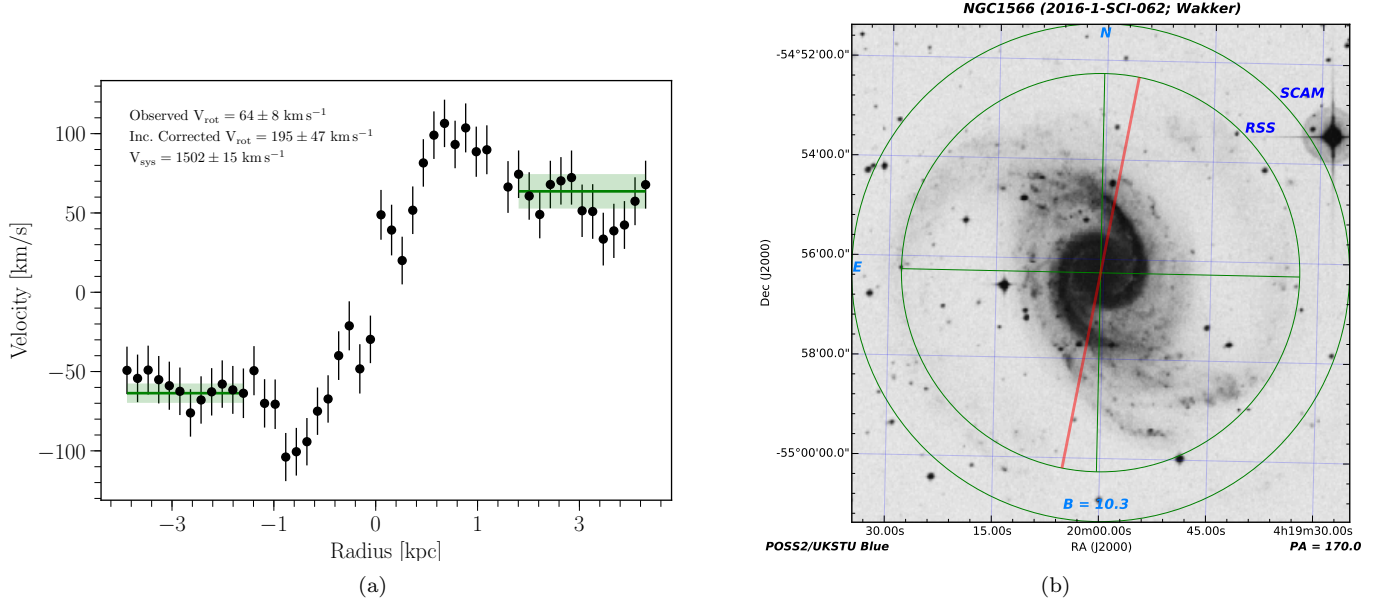 Observed V_rot = 64 ± 8 km s⁻¹
Inc. Corrected V_rot = 195 ± 47 km s⁻¹
V_sys = 1502 ± 15 km s⁻¹
Velocity [km/s]
100
50
0
−50
−100
−3 −1 0 1 3
Radius [kpc]
(a)
NGC1566 (2016-1-SCI-062; Wakker)
N
SCAM
RSS
E
B = 10.3
Dec (J2000)
-54°52'00.0"
54'00.0"
56'00.0"
58'00.0"
-55°00'00.0"
30.00s 15.00s 20m00.00s 45.00s 4h19m30.00s
POSS2/UKSTU Blue RA (J2000) PA = 170.0
(b)